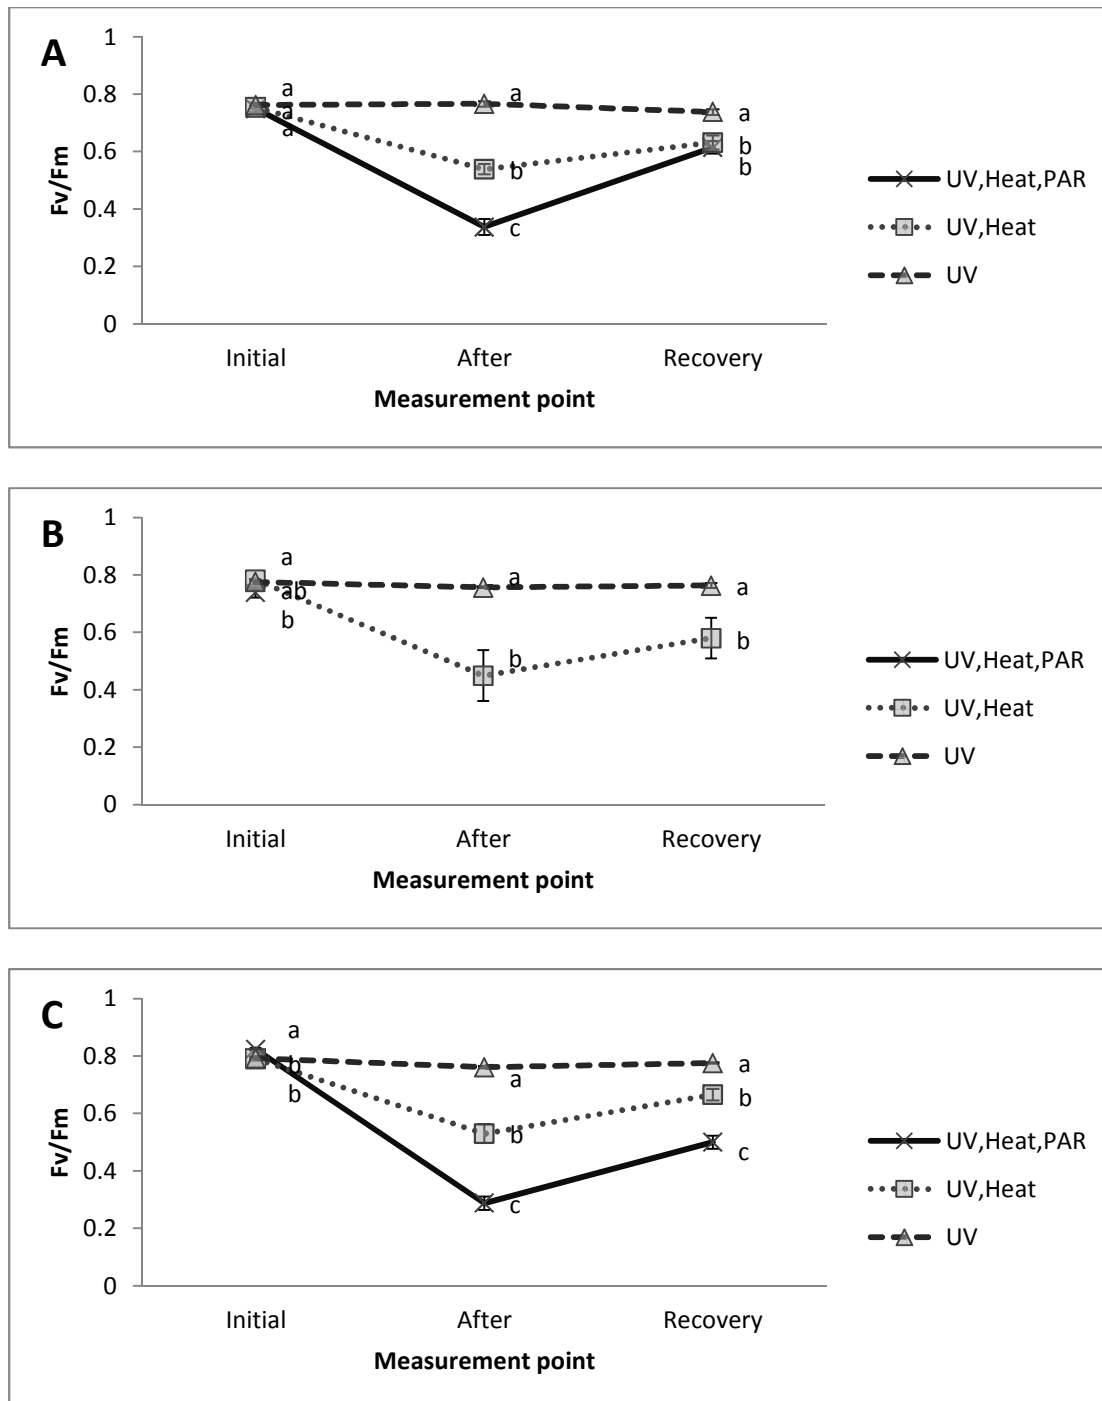 A
1
0.8
0.6
0.4
0.2
0
Fv/Fm
a
a
a
a
b
c
a
b
b
Initial
After
Recovery
Measurement point
UV,Heat,PAR
UV,Heat
UV
B
1
0.8
0.6
0.4
0.2
0
Fv/Fm
a
ab
b
a
b
a
b
Initial
After
Recovery
Measurement point
UV,Heat,PAR
UV,Heat
UV
C
1
0.8
0.6
0.4
0.2
0
Fv/Fm
a
b
b
a
b
c
a
b
c
Initial
After
Recovery
Measurement point
UV,Heat,PAR
UV,Heat
UV